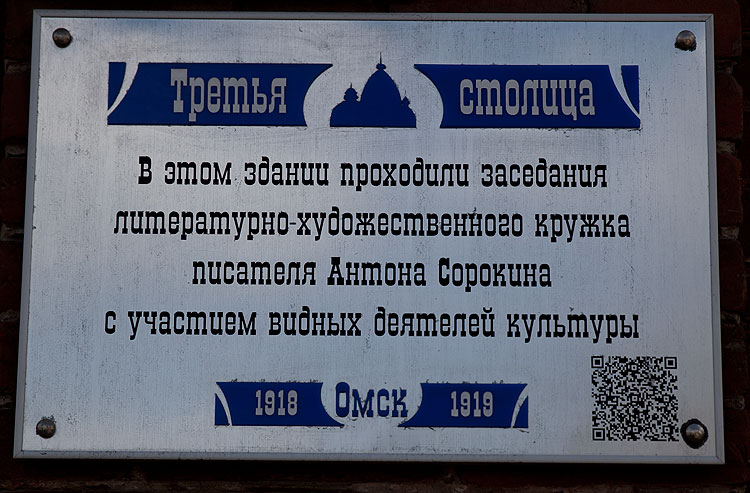 Третья столица
В этом здании проходили заседания
литературно-художественного кружка
писателя Антона Сорокина
с участием видных деятелей культуры
1918 Омск 1919